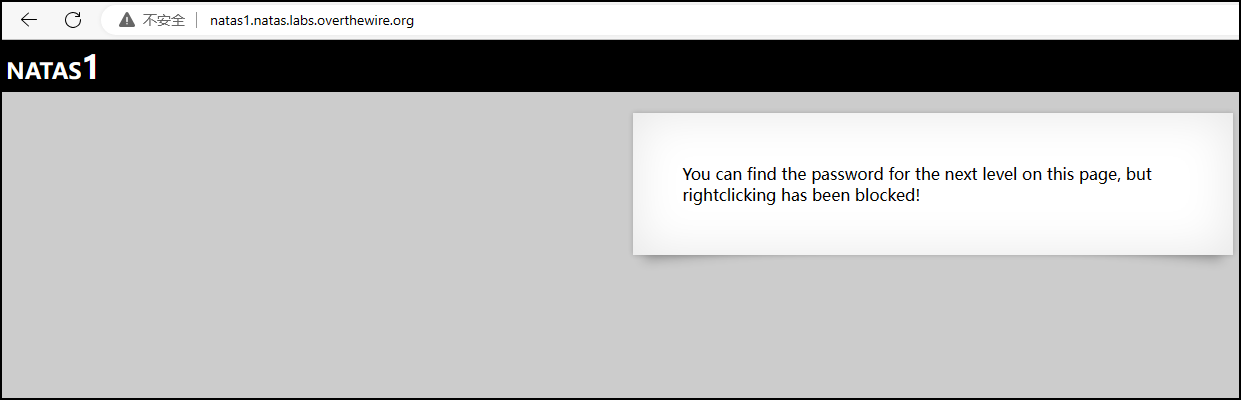 不安全 natas1.natas.labs.overthewire.org
NATAS1
You can find the password for the next level on this page, but
rightclicking has been blocked!